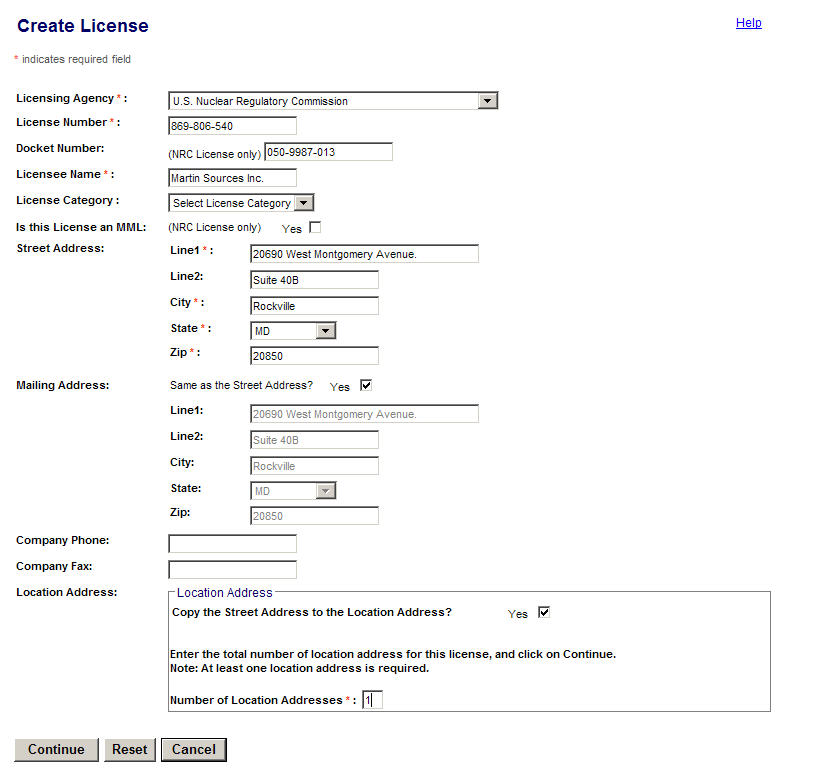 Create License
Help
* indicates required field
Licensing Agency * : U.S. Nuclear Regulatory Commission
License Number * : 869-806-540
Docket Number: (NRC License only) 050-9987-013
Licensee Name * : Martin Sources Inc.
License Category : Select License Category
Is this License an MML: (NRC License only) Yes
Street Address: Line1 * : 20690 West Montgomery Avenue.
Line2: Suite 40B
City * : Rockville
State * : MD
Zip * : 20850
Mailing Address: Same as the Street Address? Yes
Line1: 20690 West Montgomery Avenue.
Line2: Suite 40B
City: Rockville
State: MD
Zip: 20850
Company Phone:
Company Fax:
Location Address: Location Address
Copy the Street Address to the Location Address? Yes
Enter the total number of location address for this license, and click on Continue.
Note: At least one location address is required.
Number of Location Addresses * : 1
Continue Reset Cancel